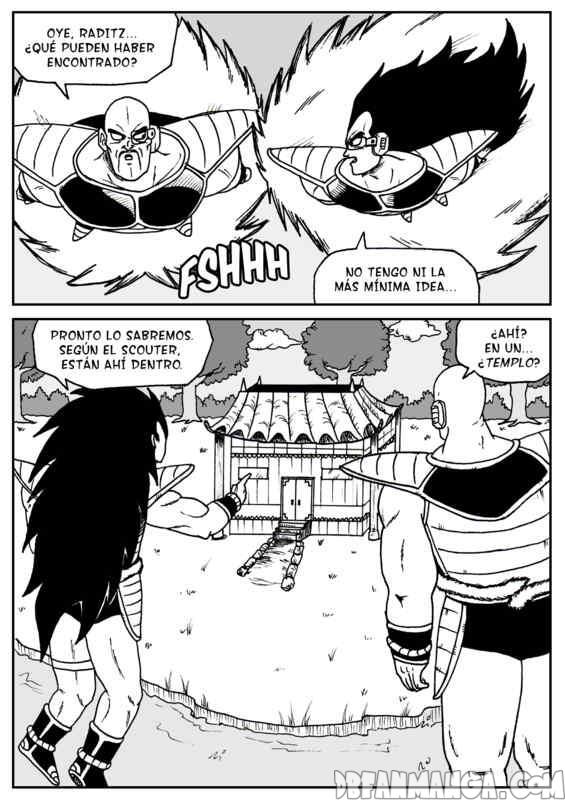 OYE, RADITZ...
¿QUÉ PUEDEN HABER
ENCONTRADO?
FSHHH
NO TENGO NI LA
MÁS MÍNIMA IDEA...
PRONTO LO SABREMOS.
SEGÚN EL SCOUTER,
ESTÁN AHÍ DENTRO.
¿AHÍ?
EN UN...
¿TEMPLO?
DBFANMANGA.COM